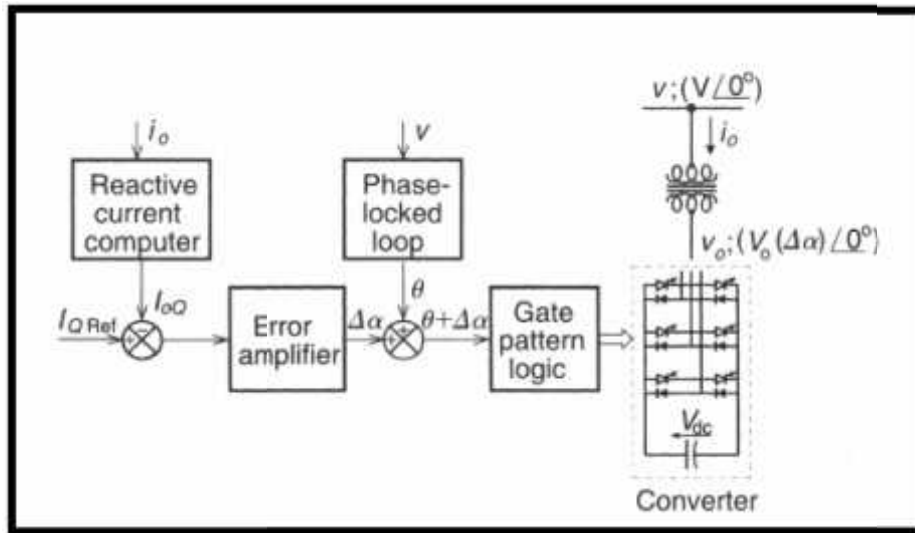 v;(V/0°)
i_o
i_o
v
Reactive
current
computer
Phase-
locked
loop
v_o;(V_o(Δα)/0°)
I_oQ
θ
I_Q Ref
Error
amplifier
Δα
θ+Δα
Gate
pattern
logic
V_dc
Converter